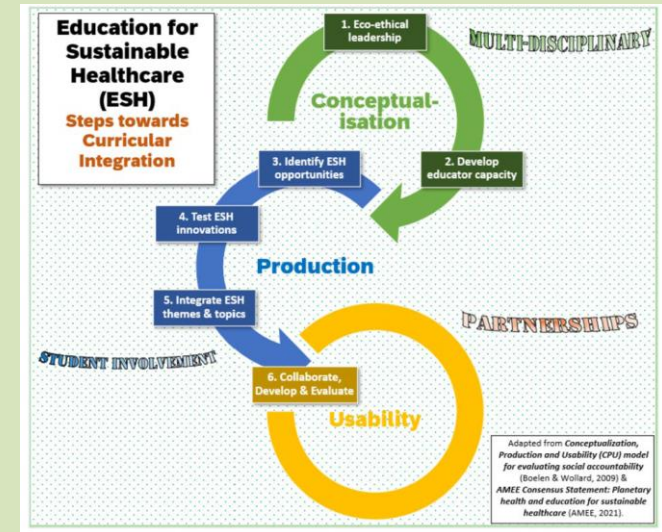 Education for
Sustainable
Healthcare
(ESH)
Steps towards
Curricular
Integration
1. Eco-ethical
leadership
MULTI-DISCIPLINARY
Conceptual-
isation
2. Develop
educator capacity
3. Identify ESH
opportunities
4. Test ESH
innovations
Production
5. Integrate ESH
themes & topics
PARTNERSHIPS
STUDENT INVOLVEMENT
6. Collaborate,
Develop & Evaluate
Usability
Adapted from Conceptualization,
Production and Usability (CPU) model
for evaluating social accountability
(Boelen & Wollard, 2009) &
AMEE Consensus Statement: Planetary
health and education for sustainable
healthcare (AMEE, 2021).